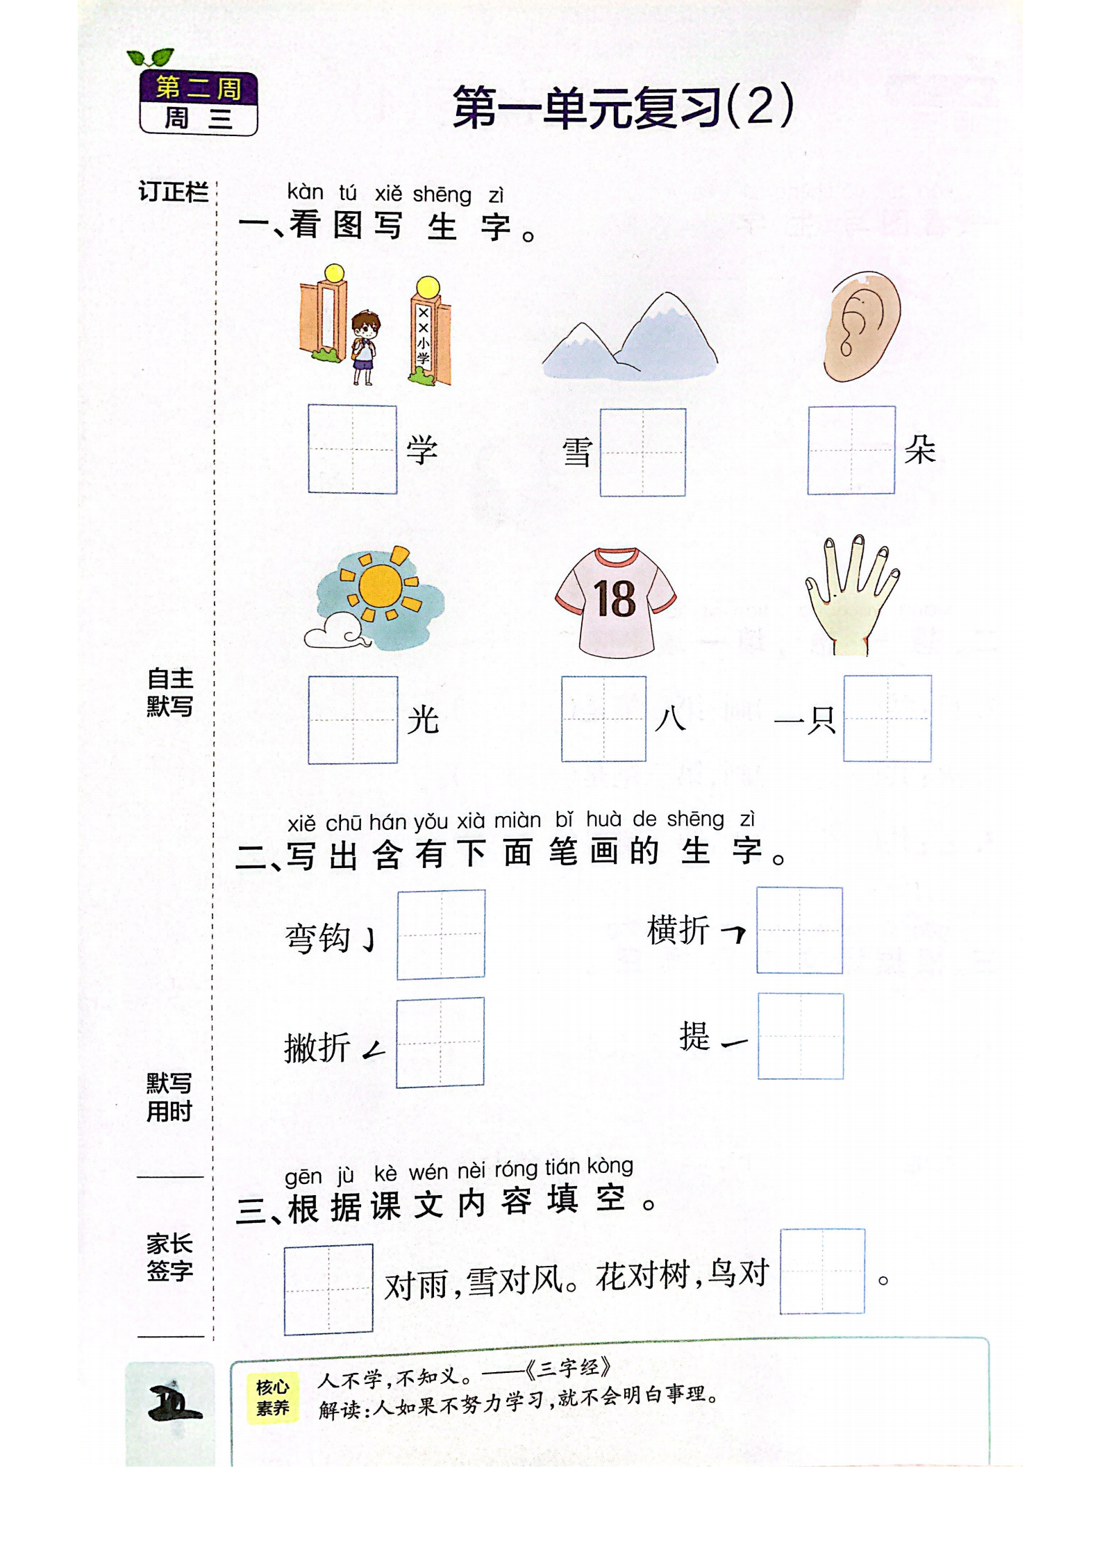 第二周
周三
第一单元复习(2)
订正栏
kàn tú xiě shēng zì
一、看图写生字。
××小学
学
雪
朵
18
光
八
一只
自主
默写
xiě chū hán yǒu xià miàn bǐ huà de shēng zì
二、写出含有下面笔画的生字。
弯钩㇁
横折㇕
撇折㇜
提㇀
默写
用时
gēn jù kè wén nèi róng tián kòng
三、根据课文内容填空。
对雨,雪对风。花对树,鸟对。
家长
签字
核心
素养
人不学,不知义。——《三字经》
解读:人如果不努力学习,就不会明白事理。